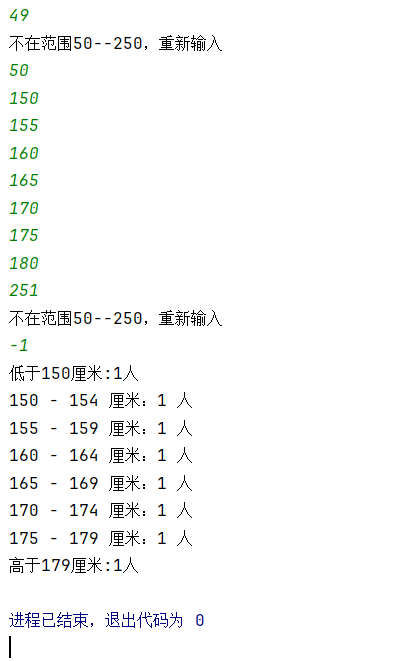 49
不在范围50--250，重新输入
50
150
155
160
165
170
175
180
251
不在范围50--250，重新输入
-1
低于150厘米:1人
150 - 154 厘米：1 人
155 - 159 厘米：1 人
160 - 164 厘米：1 人
165 - 169 厘米：1 人
170 - 174 厘米：1 人
175 - 179 厘米：1 人
高于179厘米:1人
进程已结束，退出代码为 0